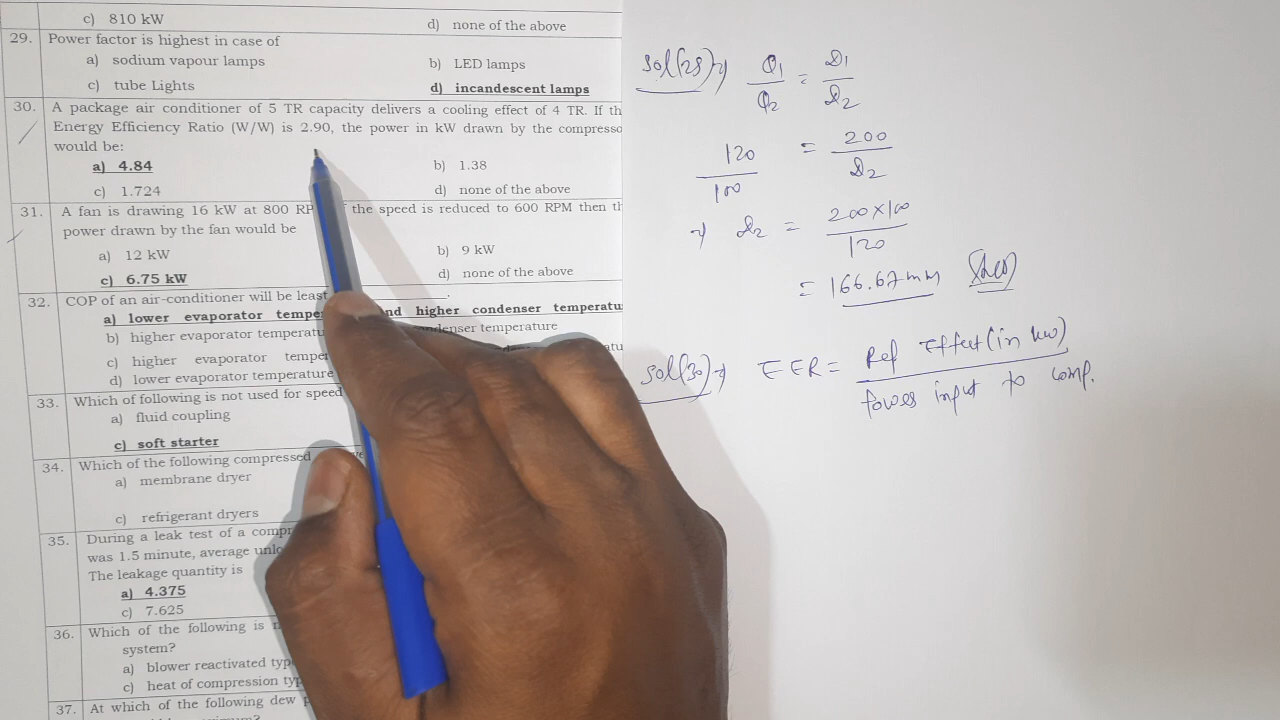 c) 810 kW
d) none of the above
29. Power factor is highest in case of
a) sodium vapour lamps
b) LED lamps
c) tube Lights
d) incandescent lamps
30. A package air conditioner of 5 TR capacity delivers a cooling effect of 4 TR. If th
Energy Efficiency Ratio (W/W) is 2.90, the power in kW drawn by the compresso
would be:
a) 4.84
b) 1.38
c) 1.724
d) none of the above
31. A fan is drawing 16 kW at 800 RP the speed is reduced to 600 RPM then th
power drawn by the fan would be
a) 12 kW
b) 9 kW
c) 6.75 kW
d) none of the above
32. COP of an air-conditioner will be least
a) lower evaporator tempe nd higher condenser temperatu
b) higher evaporator temperatu denser temperature
c) higher evaporator tempe atu
d) lower evaporator temperature
33. Which of following is not used for speed
a) fluid coupling
c) soft starter
34. Which of the following compressed
a) membrane dryer
c) refrigerant dryers
35. During a leak test of a compr
was 1.5 minute, average unlo
The leakage quantity is
a) 4.375
c) 7.625
36. Which of the following is
system?
a) blower reactivated typ
c) heat of compression typ
37. At which of the following dew
sol(28)⇒ Q1/Q2 = D1/D2
120/100 = 200/D2
⇒ D2 = 200×100/120
= 166.67mm
sol(30)⇒ EER = Ref Effect(in kw)/Power input to comp.